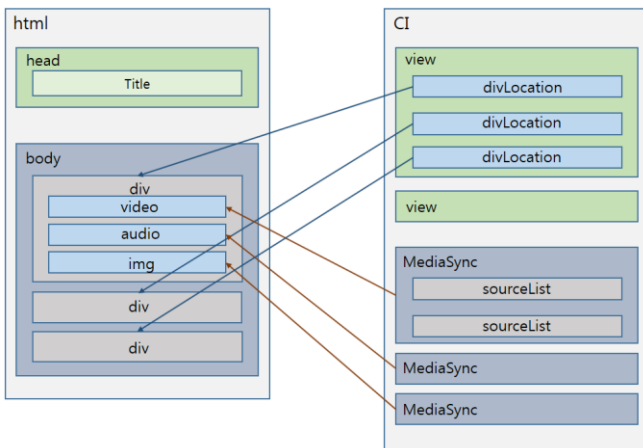 html
head
Title
body
div
video
audio
img
div
div
CI
view
divLocation
divLocation
divLocation
view
MediaSync
sourceList
sourceList
MediaSync
MediaSync